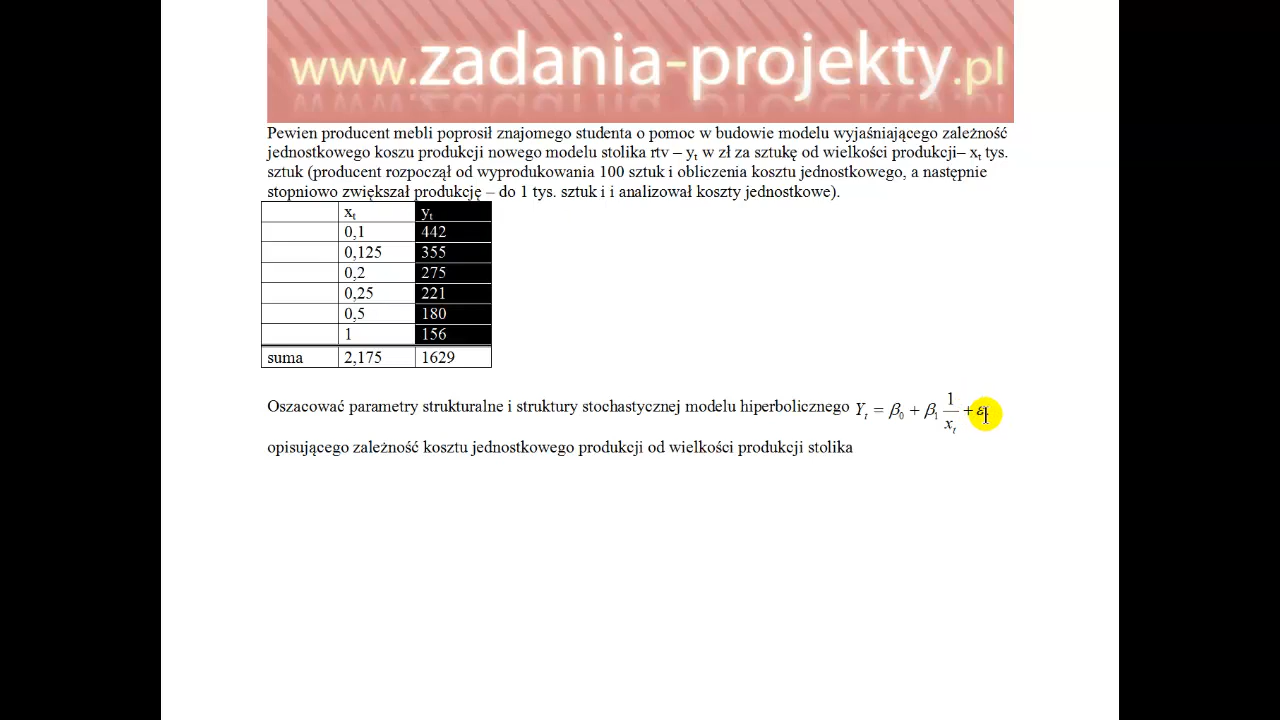 www.zadania-projekty.pl
Pewien producent mebli poprosił znajomego studenta o pomoc w budowie modelu wyjaśniającego zależność
jednostkowego koszu produkcji nowego modelu stolika rtv – yₜ w zł za sztukę od wielkości produkcji– xₜ tys.
sztuk (producent rozpoczął od wyprodukowania 100 sztuk i obliczenia kosztu jednostkowego, a następnie
stopniowo zwiększał produkcję – do 1 tys. sztuk i i analizował koszty jednostkowe).
xₜ yₜ
0,1 442
0,125 355
0,2 275
0,25 221
0,5 180
1 156
suma 2,175 1629
Oszacować parametry strukturalne i struktury stochastycznej modelu hiperbolicznego Yₜ = β₀ + β₁ 1/xₜ + ε
opisującego zależność kosztu jednostkowego produkcji od wielkości produkcji stolika